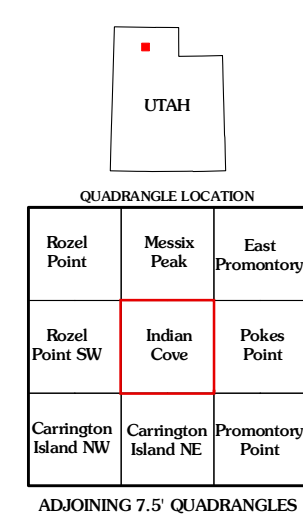 UTAH
QUADRANGLE LOCATION
Rozel
Point
Messix
Peak
East
Promontory
Rozel
Point SW
Indian
Cove
Pokes
Point
Carrington
Island NW
Carrington
Island NE
Promontory
Point
ADJOINING 7.5' QUADRANGLES